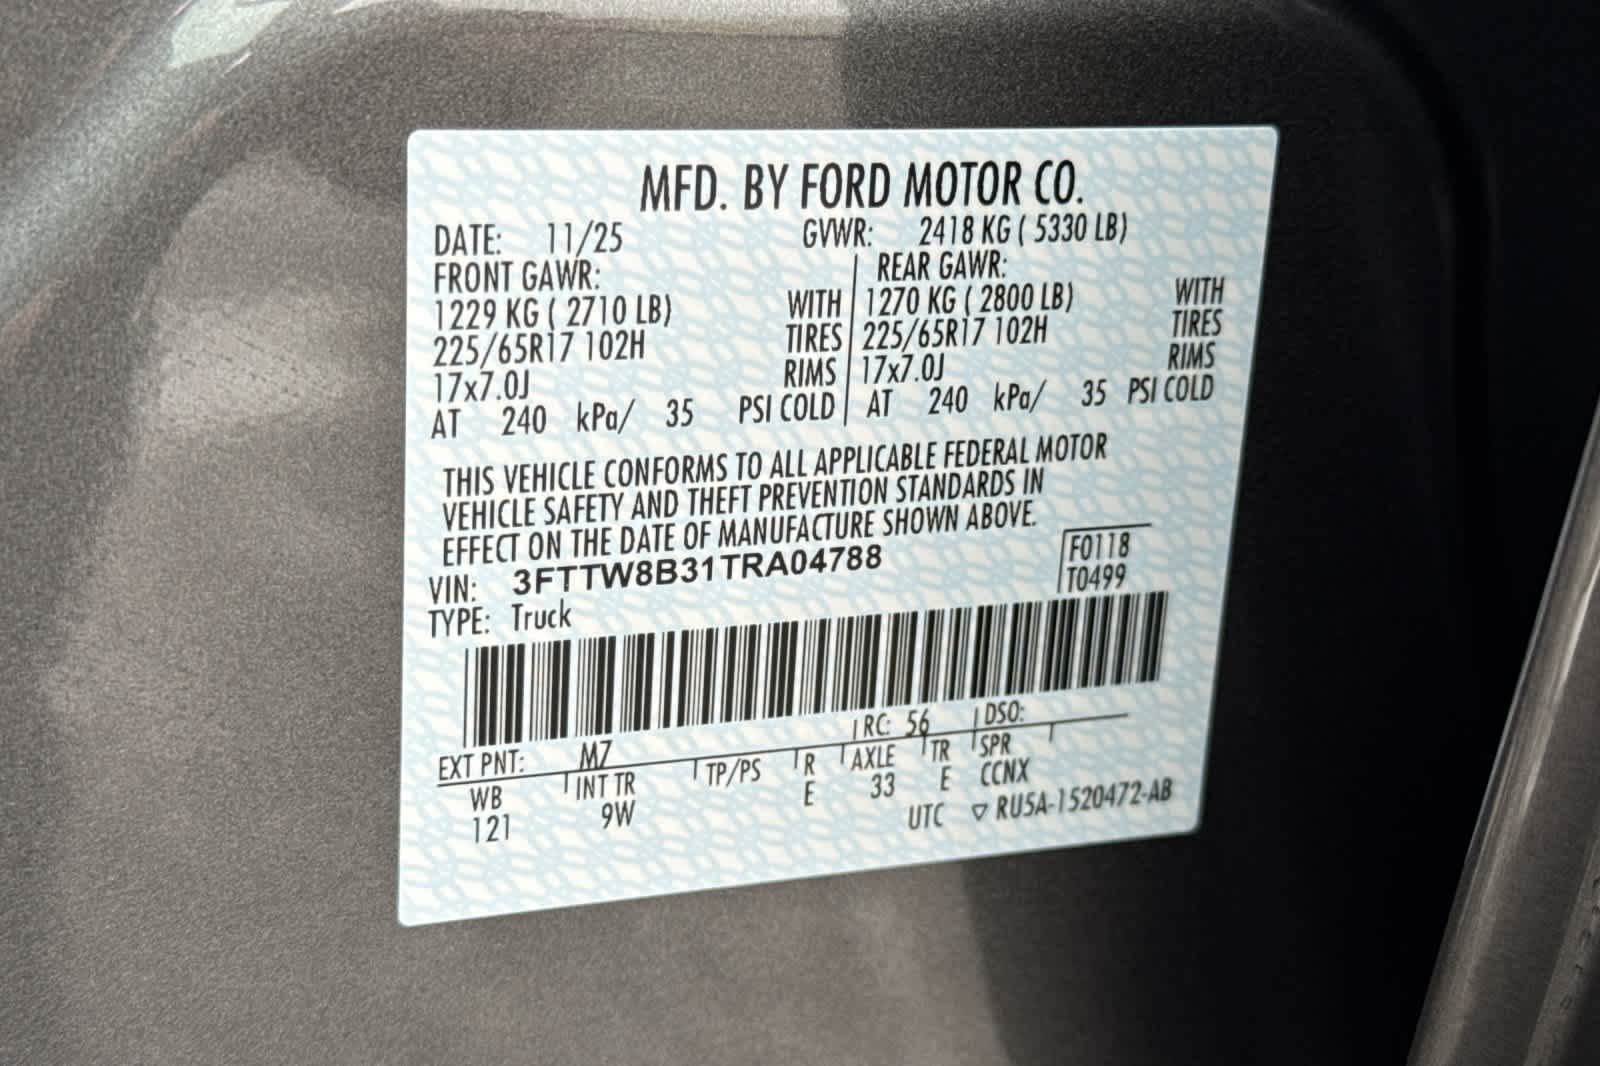 MFD. BY FORD MOTOR CO.
DATE: 11/25 GVWR: 2418 KG ( 5330 LB)
FRONT GAWR: REAR GAWR:
1229 KG ( 2710 LB) WITH 1270 KG ( 2800 LB) WITH
225/65R17 102H TIRES 225/65R17 102H TIRES
17x7.0J RIMS 17x7.0J RIMS
AT 240 kPa/ 35 PSI COLD AT 240 kPa/ 35 PSI COLD
THIS VEHICLE CONFORMS TO ALL APPLICABLE FEDERAL MOTOR
VEHICLE SAFETY AND THEFT PREVENTION STANDARDS IN
EFFECT ON THE DATE OF MANUFACTURE SHOWN ABOVE.
VIN: 3FTTW8B31TRA04788 F0118
TYPE: Truck T0499
EXT PNT: M7 RC: 56 DSO:
WB INT TR TP/PS R AXLE TR SPR
121 9W E 33 E CCNX
UTC ▽ RU5A-1520472-AB